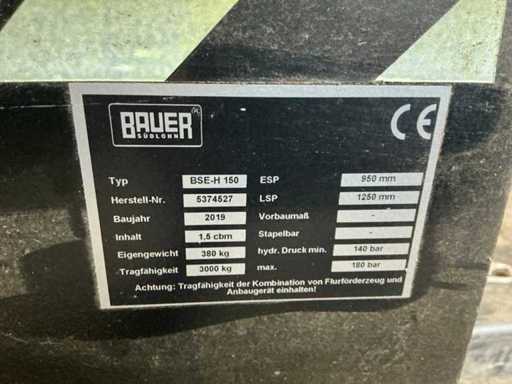 BAUER
SÜDLOHN
CE
Typ BSE-H 150 ESP 950 mm
Herstell-Nr. 5374527 LSP 1250 mm
Baujahr 2019 Vorbaumaß -
Inhalt 1,5 cbm Stapelbar -
Eigengewicht 380 kg hydr. Druck min. 140 bar
Tragfähigkeit 3000 kg max. 180 bar
Achtung: Tragfähigkeit der Kombination von Flurförderzeug und
Anbaugerät einhalten!